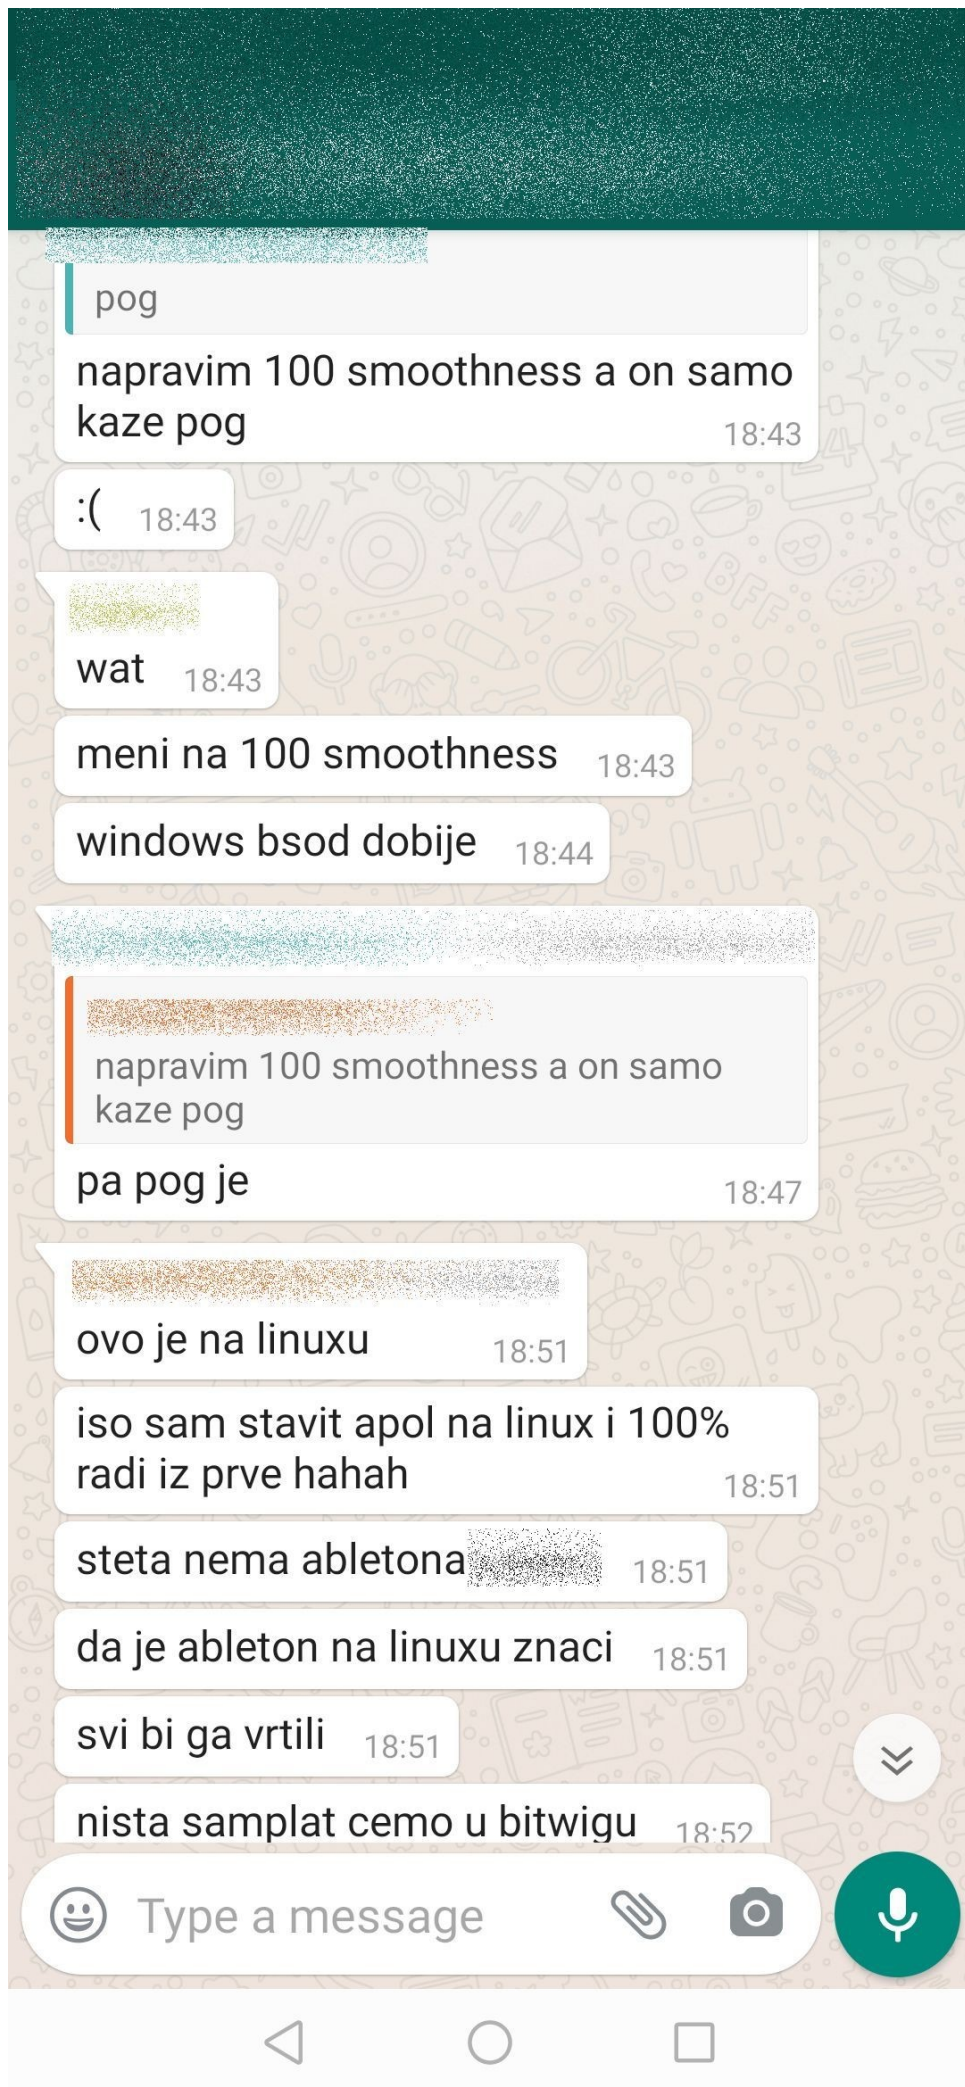 pog
napravim 100 smoothness a on samo
kaze pog
18:43
:(
18:43
wat
18:43
meni na 100 smoothness
18:43
windows bsod dobije
18:44
napravim 100 smoothness a on samo
kaze pog
pa pog je
18:47
ovo je na linuxu
18:51
iso sam stavit apol na linux i 100%
radi iz prve hahah
18:51
steta nema abletona
18:51
da je ableton na linuxu znaci
18:51
svi bi ga vrtili
18:51
nista samplat cemo u bitwigu
18:52
Type a message